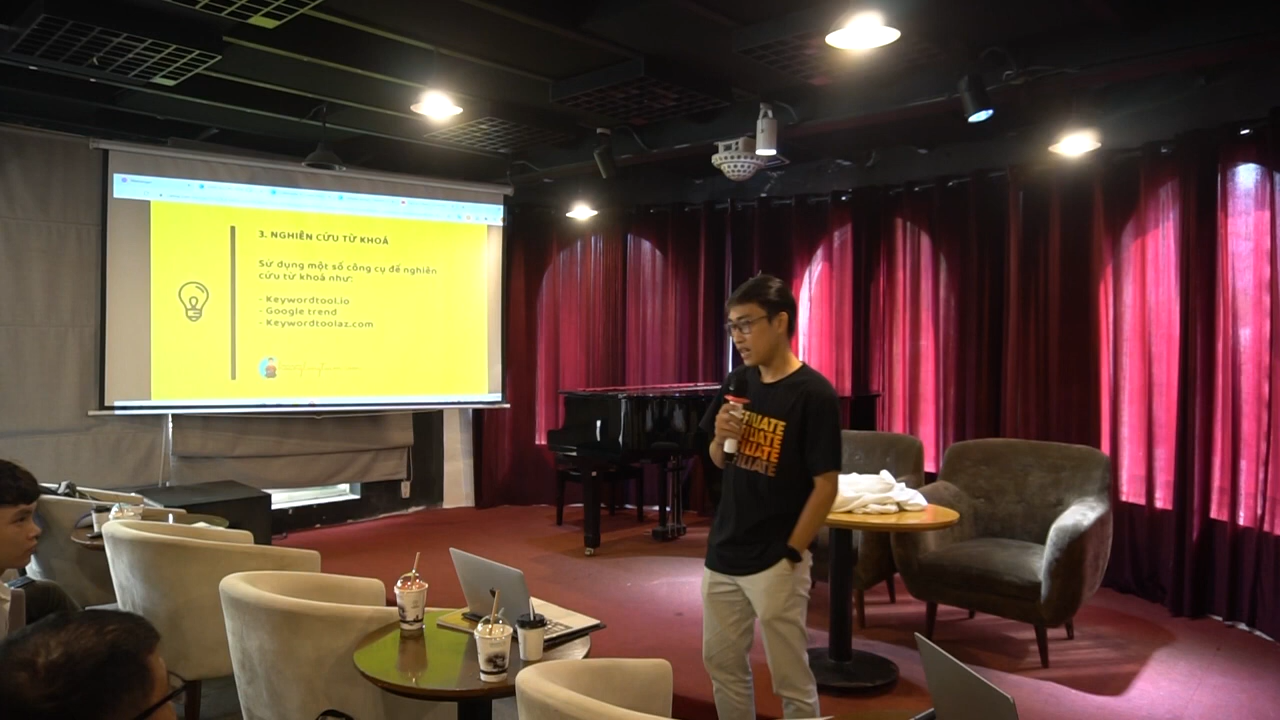 3. NGHIÊN CỨU TỪ KHOÁ
Sử dụng một số công cụ để nghiên
cứu từ khoá như:
- Keywordtool.io
- Google trend
- Keywordtoolaz.com
FFILIATE
FFILIATE
FFILIATE
FFILIATE